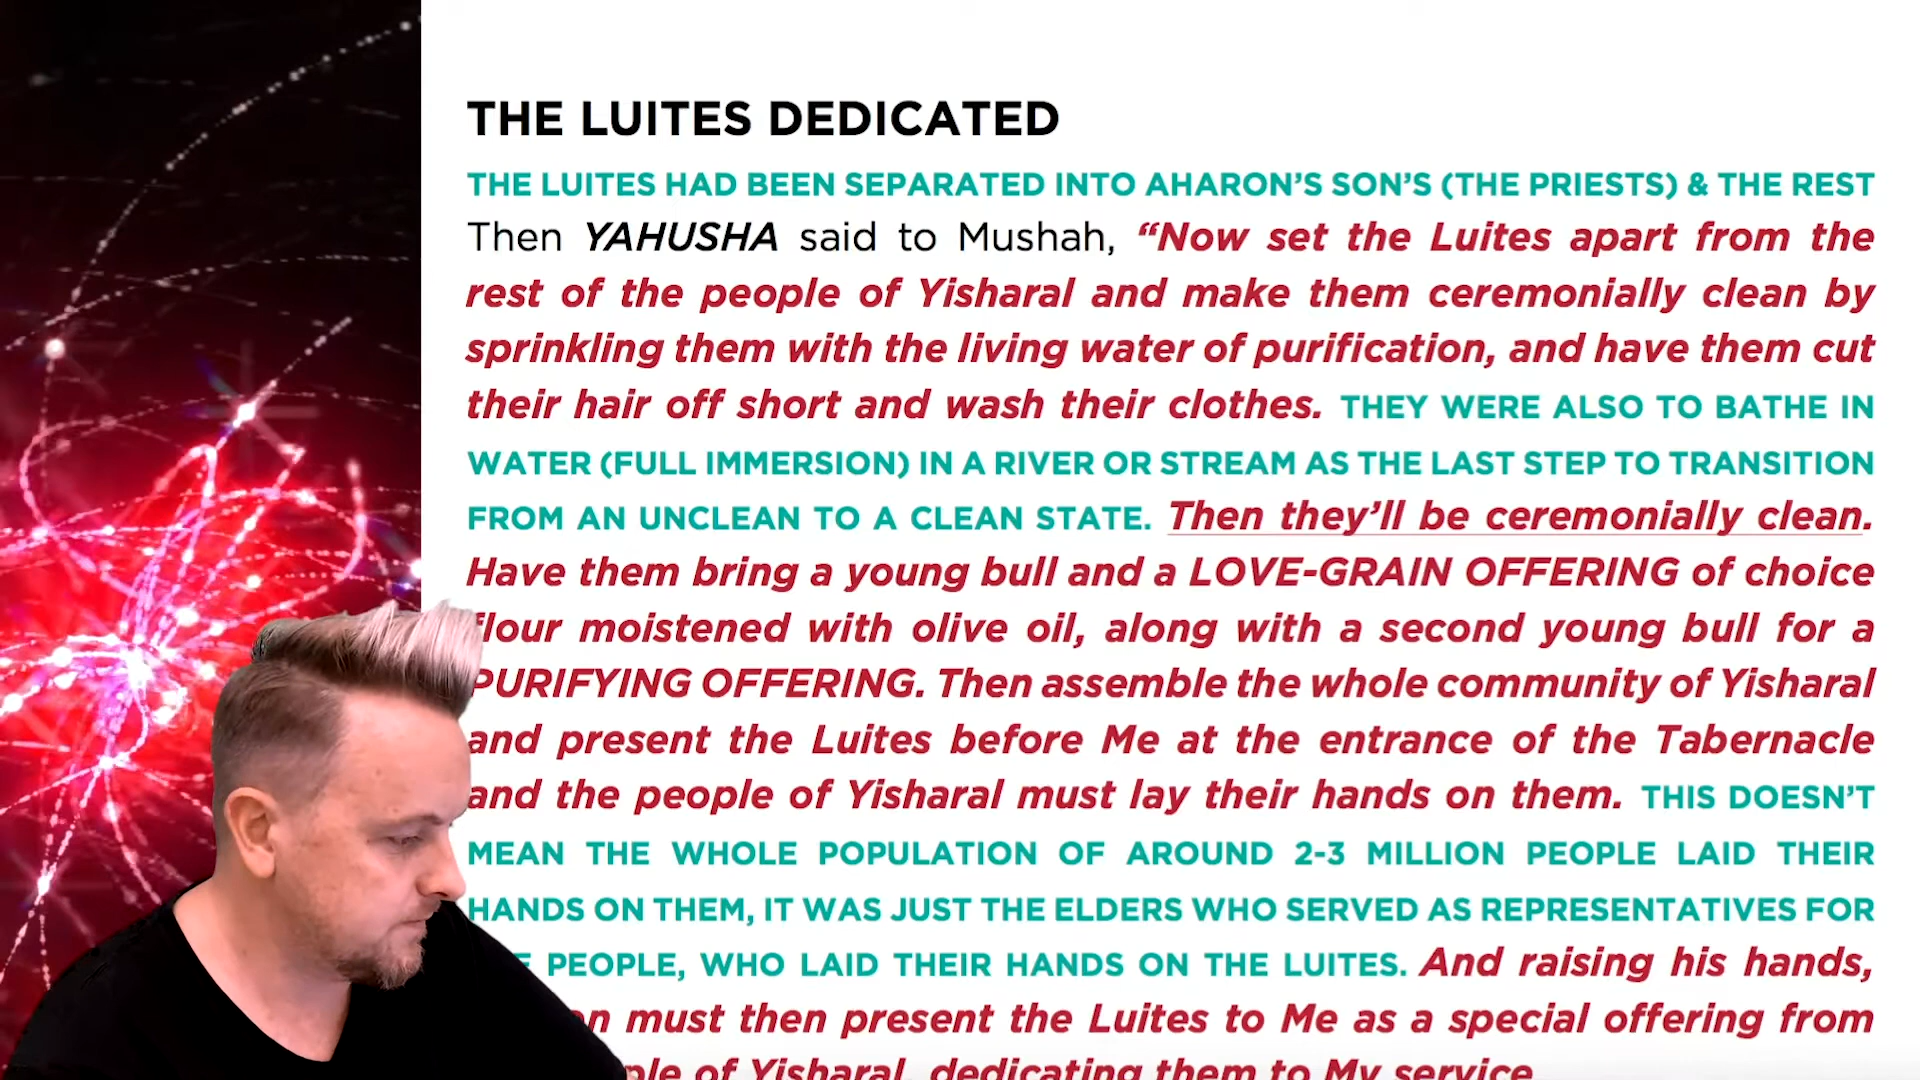 THE LUITES DEDICATED
THE LUITES HAD BEEN SEPARATED INTO AHARON’S SON’S (THE PRIESTS) & THE REST
Then YAHUSHA said to Mushah, “Now set the Luites apart from the
rest of the people of Yisharal and make them ceremonially clean by
sprinkling them with the living water of purification, and have them cut
their hair off short and wash their clothes. THEY WERE ALSO TO BATHE IN
WATER (FULL IMMERSION) IN A RIVER OR STREAM AS THE LAST STEP TO TRANSITION
FROM AN UNCLEAN TO A CLEAN STATE. Then they’ll be ceremonially clean.
Have them bring a young bull and a LOVE-GRAIN OFFERING of choice
flour moistened with olive oil, along with a second young bull for a
PURIFYING OFFERING. Then assemble the whole community of Yisharal
and present the Luites before Me at the entrance of the Tabernacle
and the people of Yisharal must lay their hands on them. THIS DOESN’T
MEAN THE WHOLE POPULATION OF AROUND 2-3 MILLION PEOPLE LAID THEIR
HANDS ON THEM, IT WAS JUST THE ELDERS WHO SERVED AS REPRESENTATIVES FOR
PEOPLE, WHO LAID THEIR HANDS ON THE LUITES. And raising his hands,
must then present the Luites to Me as a special offering from
of Yisharal, dedicating them to My service.